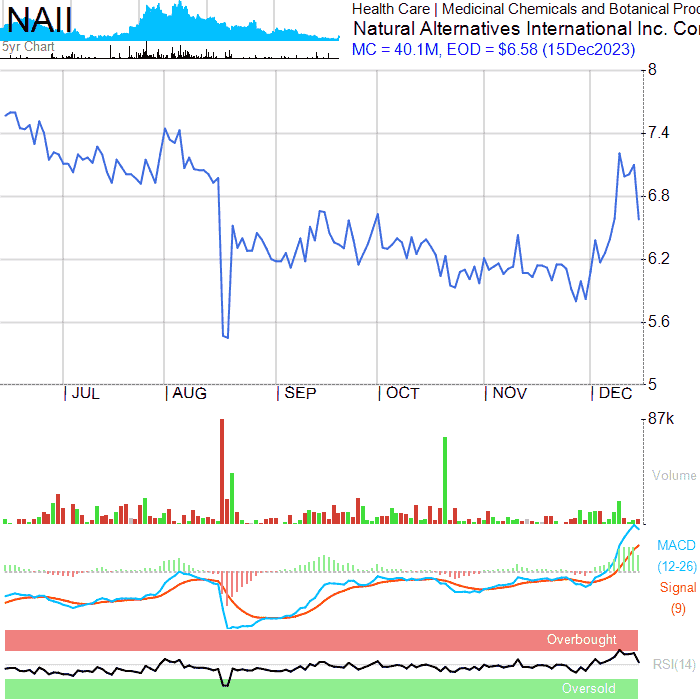 NAII
5yr Chart
Health Care | Medicinal Chemicals and Botanical Prod
Natural Alternatives International Inc. Cor
MC = 40.1M, EOD = $6.58 (15Dec2023)
8
7.4
6.8
6.2
5.6
5
| JUL | AUG | SEP | OCT | NOV | DEC
87k
Volume
MACD
(12-26)
Signal
(9)
Overbought
RSI(14)
Oversold